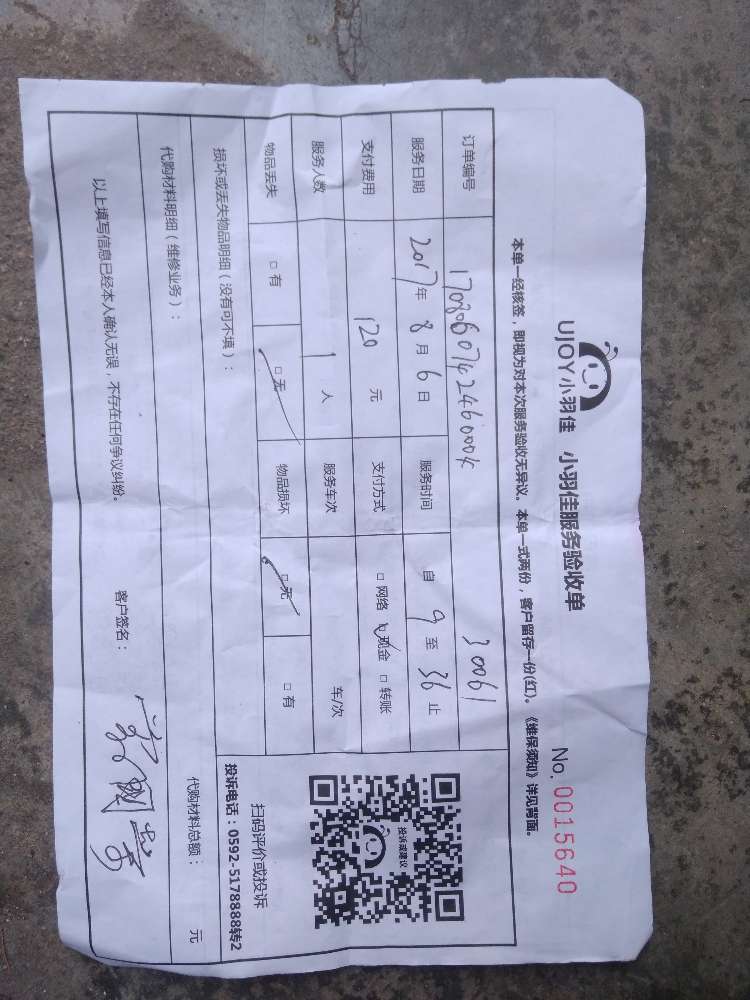 UJOY小羽佳 小羽佳服务验收单
No. 0015640
本单一经核签，即视为对本次服务验收无异议。本单一式两份，客户留存一份(红)。《维保须知》详见背面。
订单编号 170806074246000k 30061
服务日期 2017年 8月 6日 服务时间 自 9 至 36 止
支付费用 120 元 支付方式 □网络 □现金 □转账
服务人数 1 人 服务车次 车/次
物品丢失 □有 □无 物品损坏 □无 □有
投诉或建议
扫码评价或投诉
投诉电话：0592-5178888转2
损坏或丢失物品明细（没有可不填）：
代购材料明细（维修业务）： 代购材料总额： 元
以上填写信息已经本人确认无误，不存在任何争议纠纷。 客户签名：